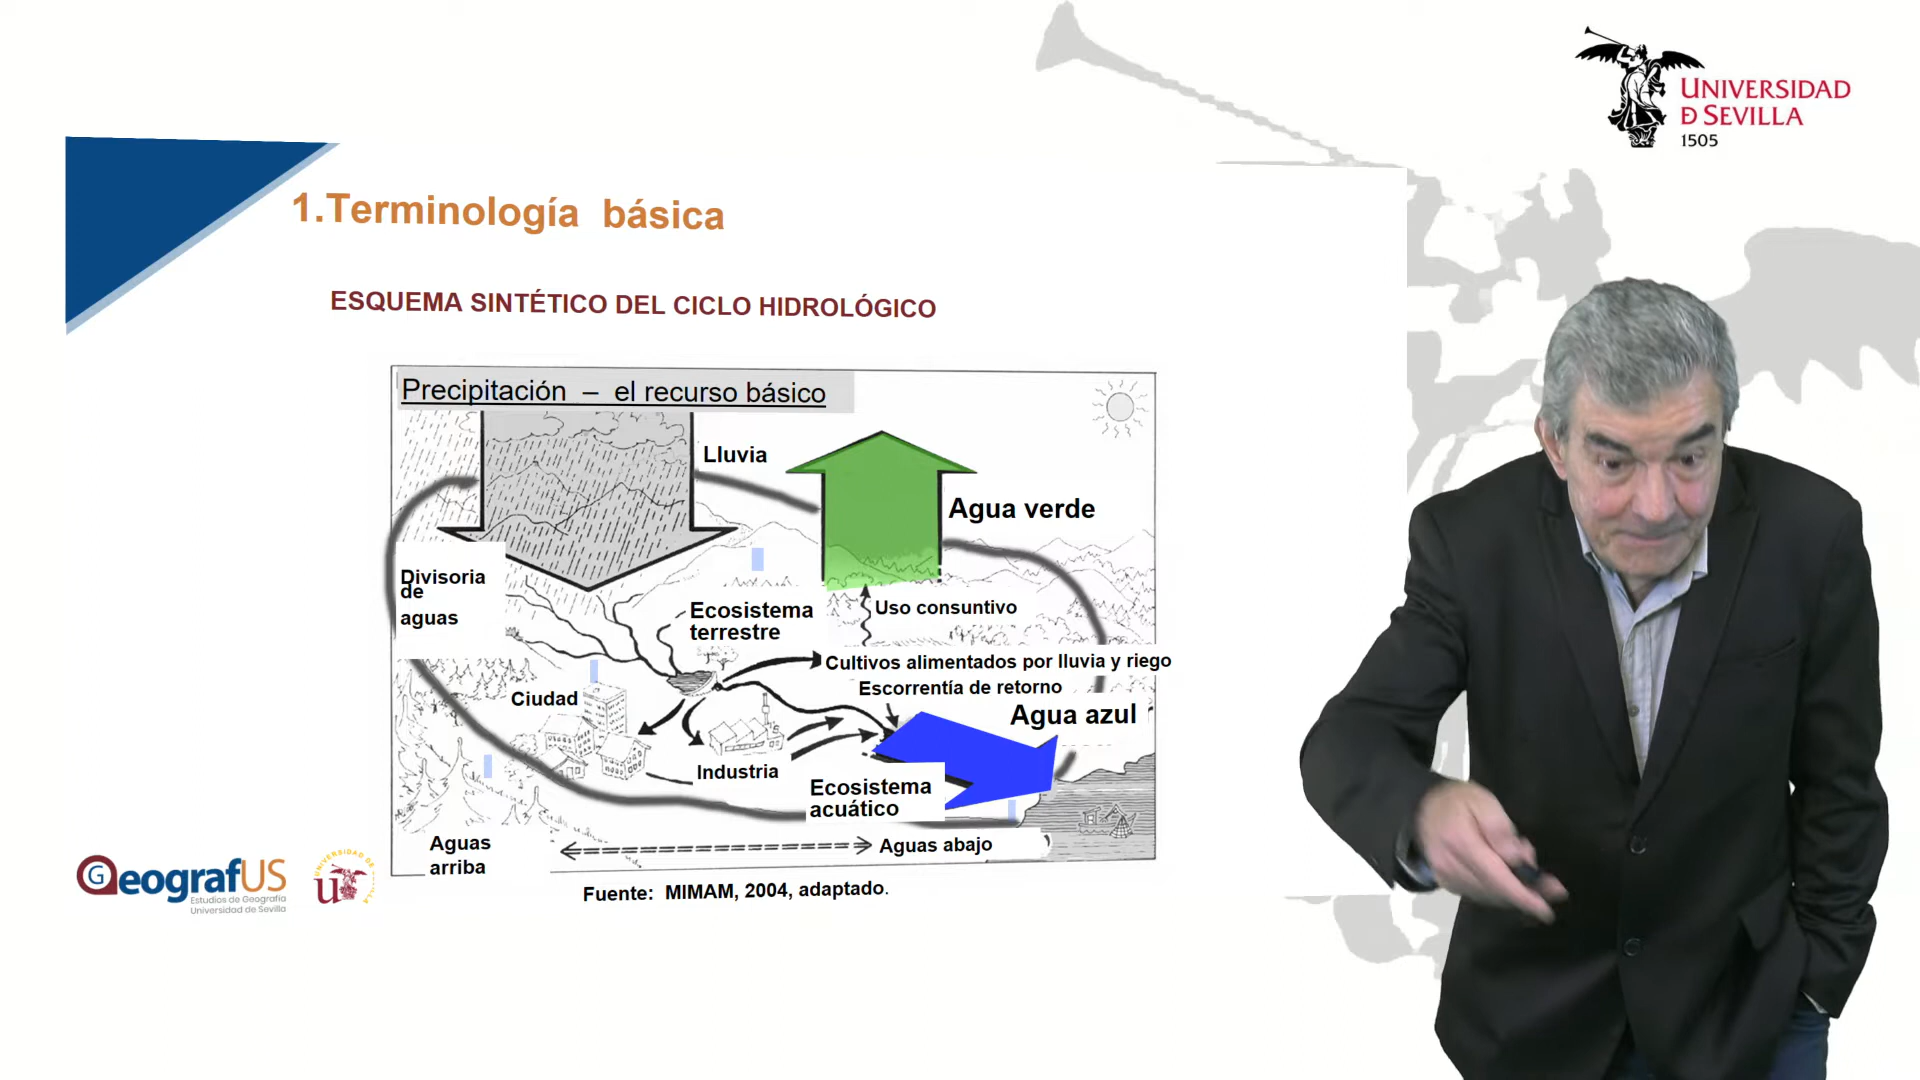 UNIVERSIDAD
Đ SEVILLA
1505
1.Terminología básica
ESQUEMA SINTÉTICO DEL CICLO HIDROLÓGICO
Precipitación – el recurso básico
Lluvia
Agua verde
Divisoria
de
aguas
Ecosistema
terrestre
Uso consuntivo
Cultivos alimentados por lluvia y riego
Escorrentía de retorno
Ciudad
Agua azul
Industria
Ecosistema
acuático
Aguas
arriba
Aguas abajo
Fuente: MIMAM, 2004, adaptado.
GeografUS
Estudios de Geografía
Universidad de Sevilla